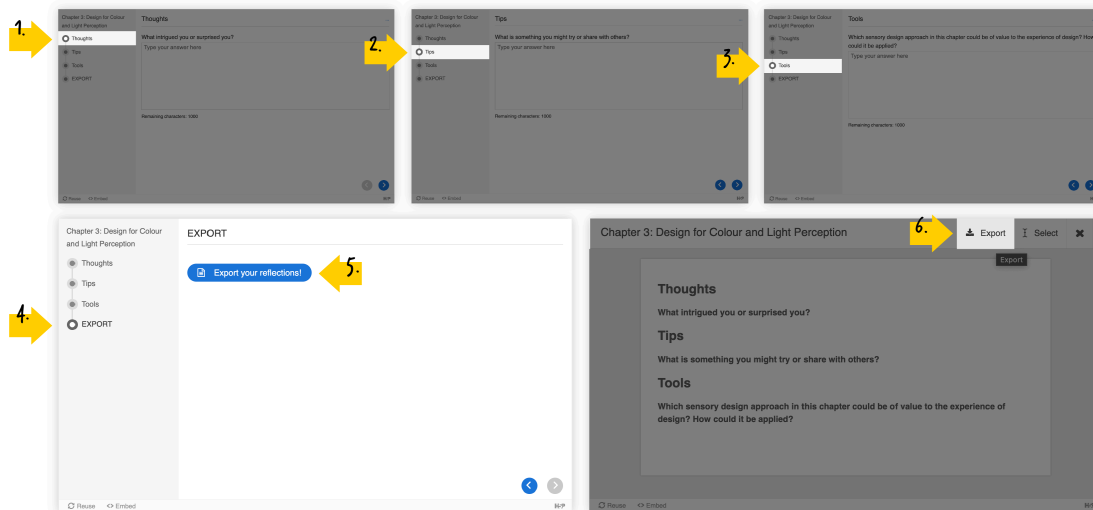 1.
Chapter 3: Design for Colour
and Light Perception
Thoughts
Tips
Tools
EXPORT
Thoughts
What intrigued you or surprised you?
Type your answer here
Remaining characters: 1000
Reuse <> Embed
H5P
2.
Chapter 3: Design for Colour
and Light Perception
Thoughts
Tips
Tools
EXPORT
Tips
What is something you might try or share with others?
Type your answer here
Remaining characters: 1000
Reuse <> Embed
H5P
3.
Chapter 3: Design for Colour
and Light Perception
Thoughts
Tips
Tools
EXPORT
Tools
Which sensory design approach in this chapter could be of value to the experience of design? How
could it be applied?
Type your answer here
Remaining characters: 1000
Reuse <> Embed
4.
Chapter 3: Design for Colour
and Light Perception
Thoughts
Tips
Tools
EXPORT
EXPORT
Export your reflections!
5.
Reuse <> Embed
H5P
Chapter 3: Design for Colour and Light Perception
6.
Export
Select
Export
Thoughts
What intrigued you or surprised you?
Tips
What is something you might try or share with others?
Tools
Which sensory design approach in this chapter could be of value to the experience of
design? How could it be applied?
Reuse <> Embed